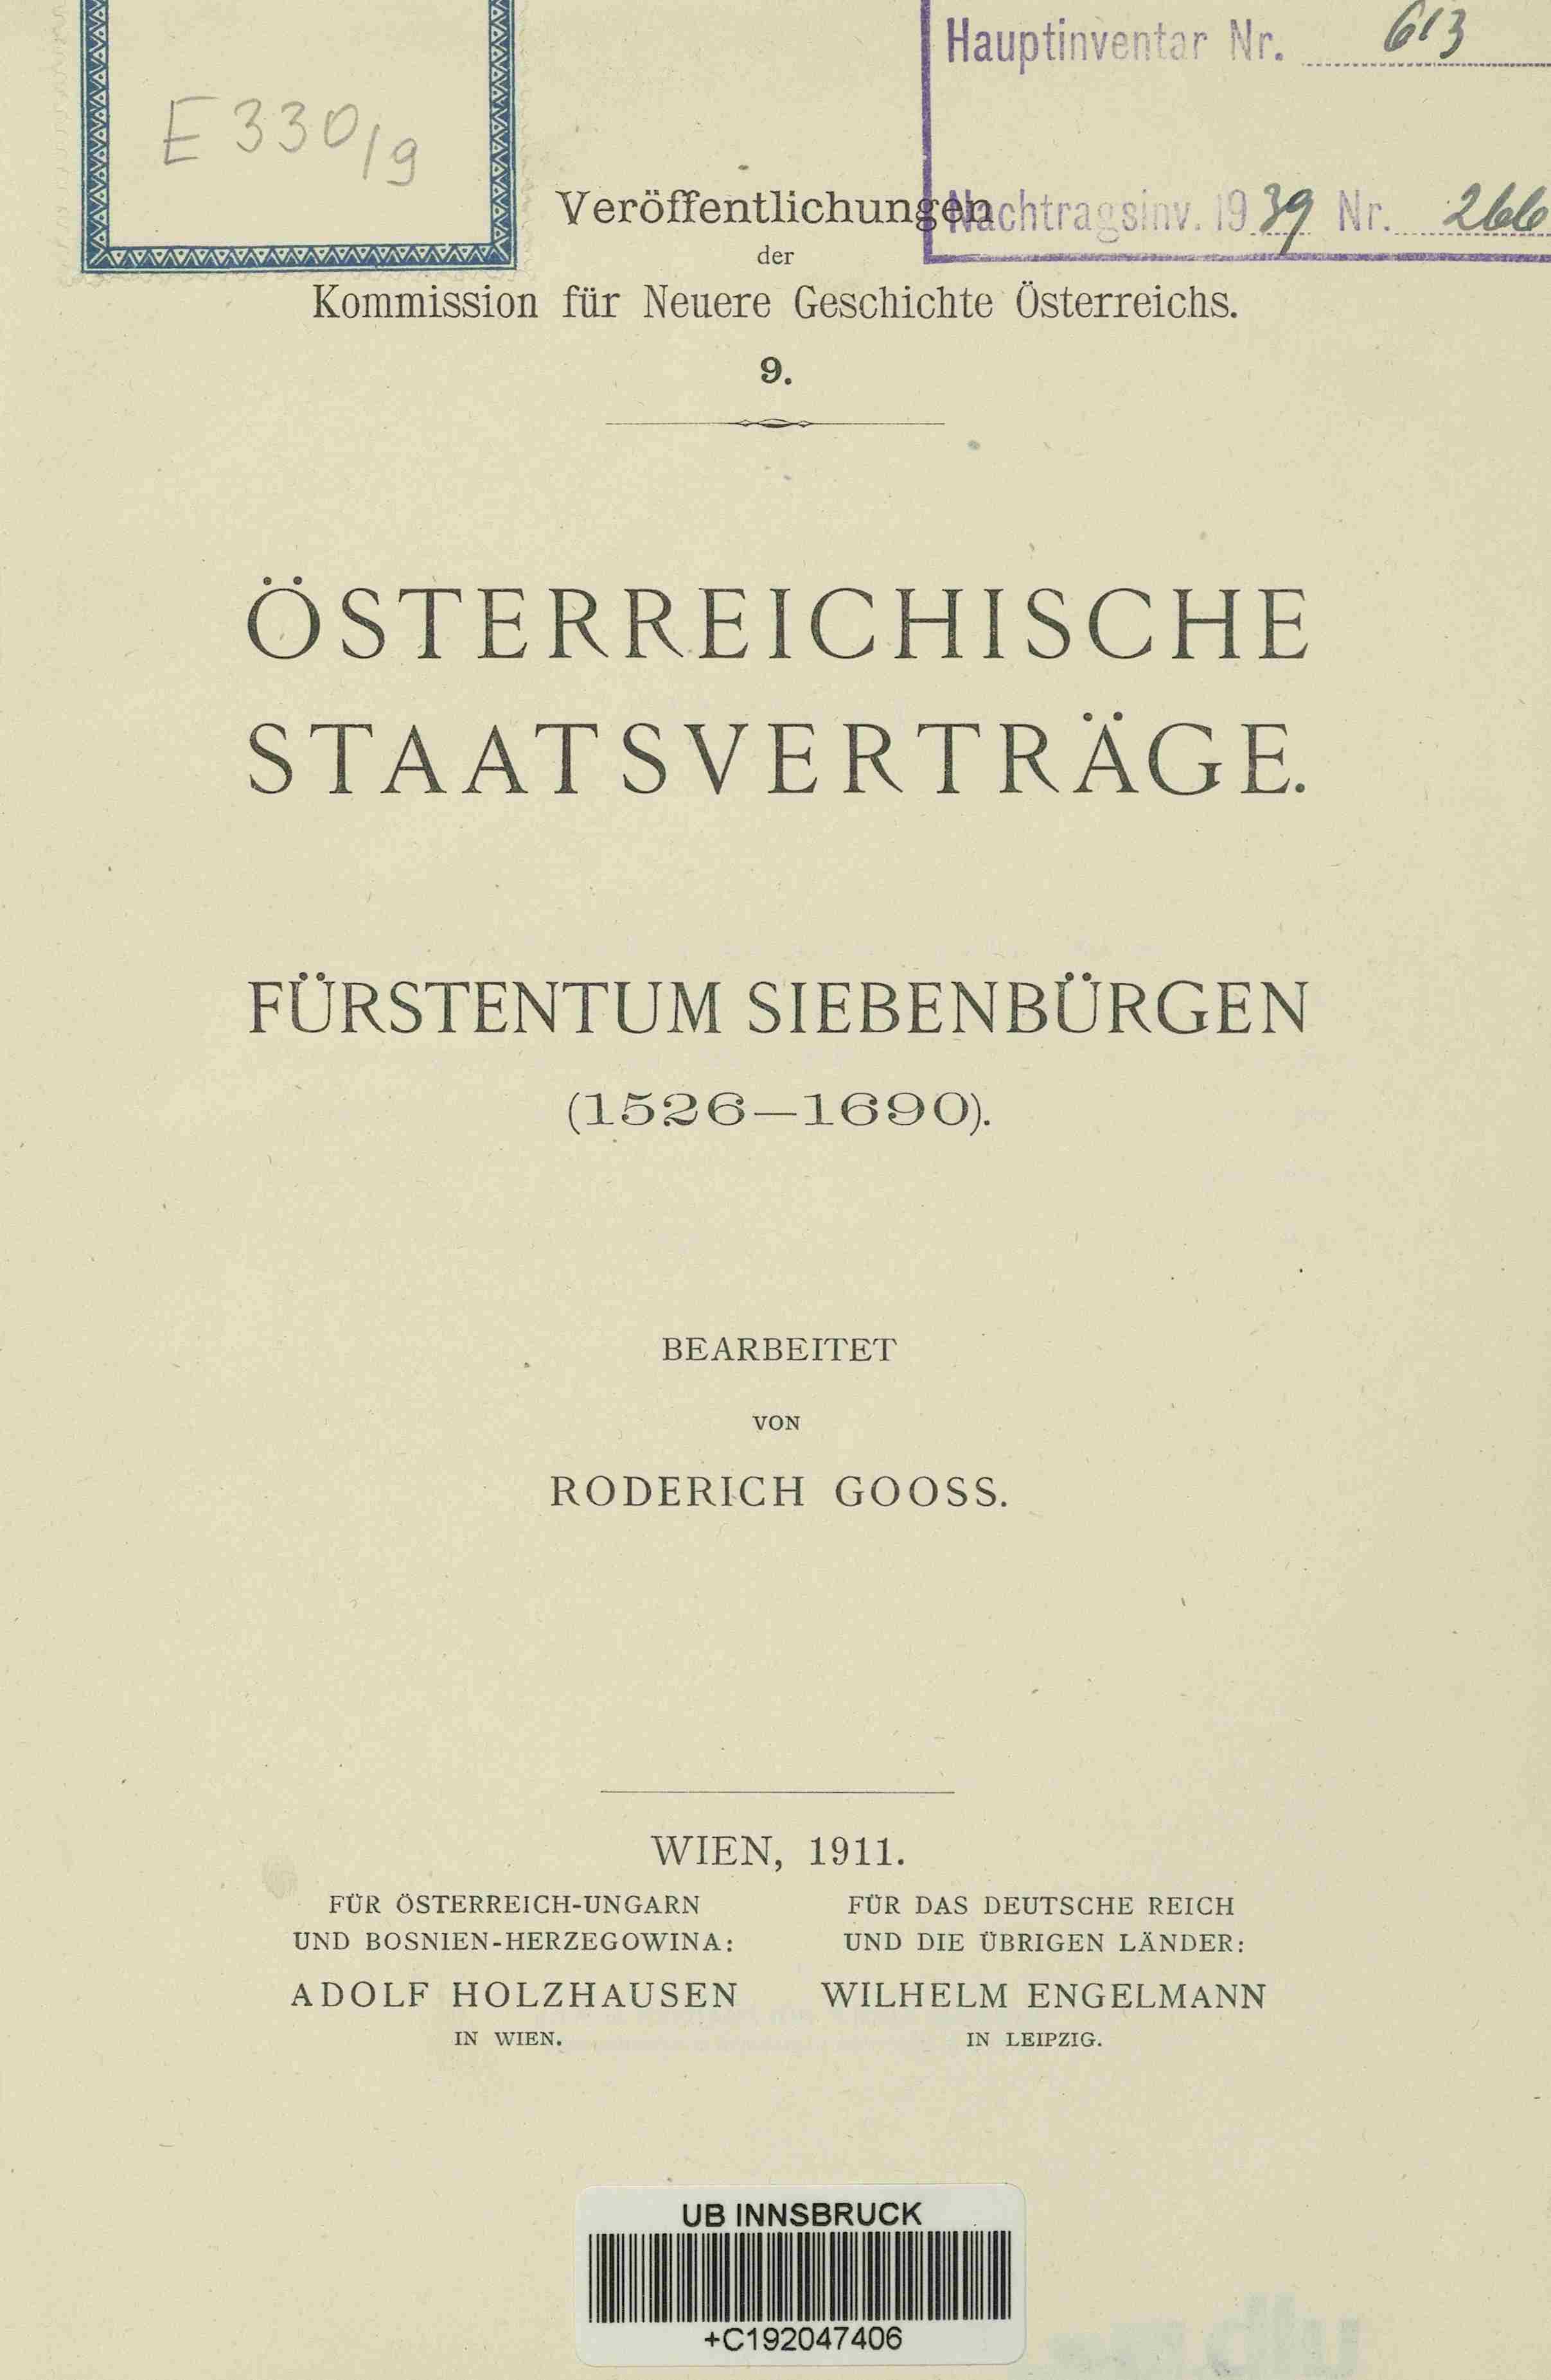 Hauptinventar Nr. 613
E 330/9
Nachtragsinv. 1939 Nr. 266
Veröffentlichungen
der
Kommission für Neuere Geschichte Österreichs.
9.
ÖSTERREICHISCHE
STAATSVERTRÄGE.
FÜRSTENTUM SIEBENBÜRGEN
(1526—1690).
BEARBEITET
VON
RODERICH GOOSS.
WIEN, 1911.
FÜR ÖSTERREICH-UNGARN
UND BOSNIEN-HERZEGOWINA:
ADOLF HOLZHAUSEN
IN WIEN.
FÜR DAS DEUTSCHE REICH
UND DIE ÜBRIGEN LÄNDER:
WILHELM ENGELMANN
IN LEIPZIG.
UB INNSBRUCK
+C192047406